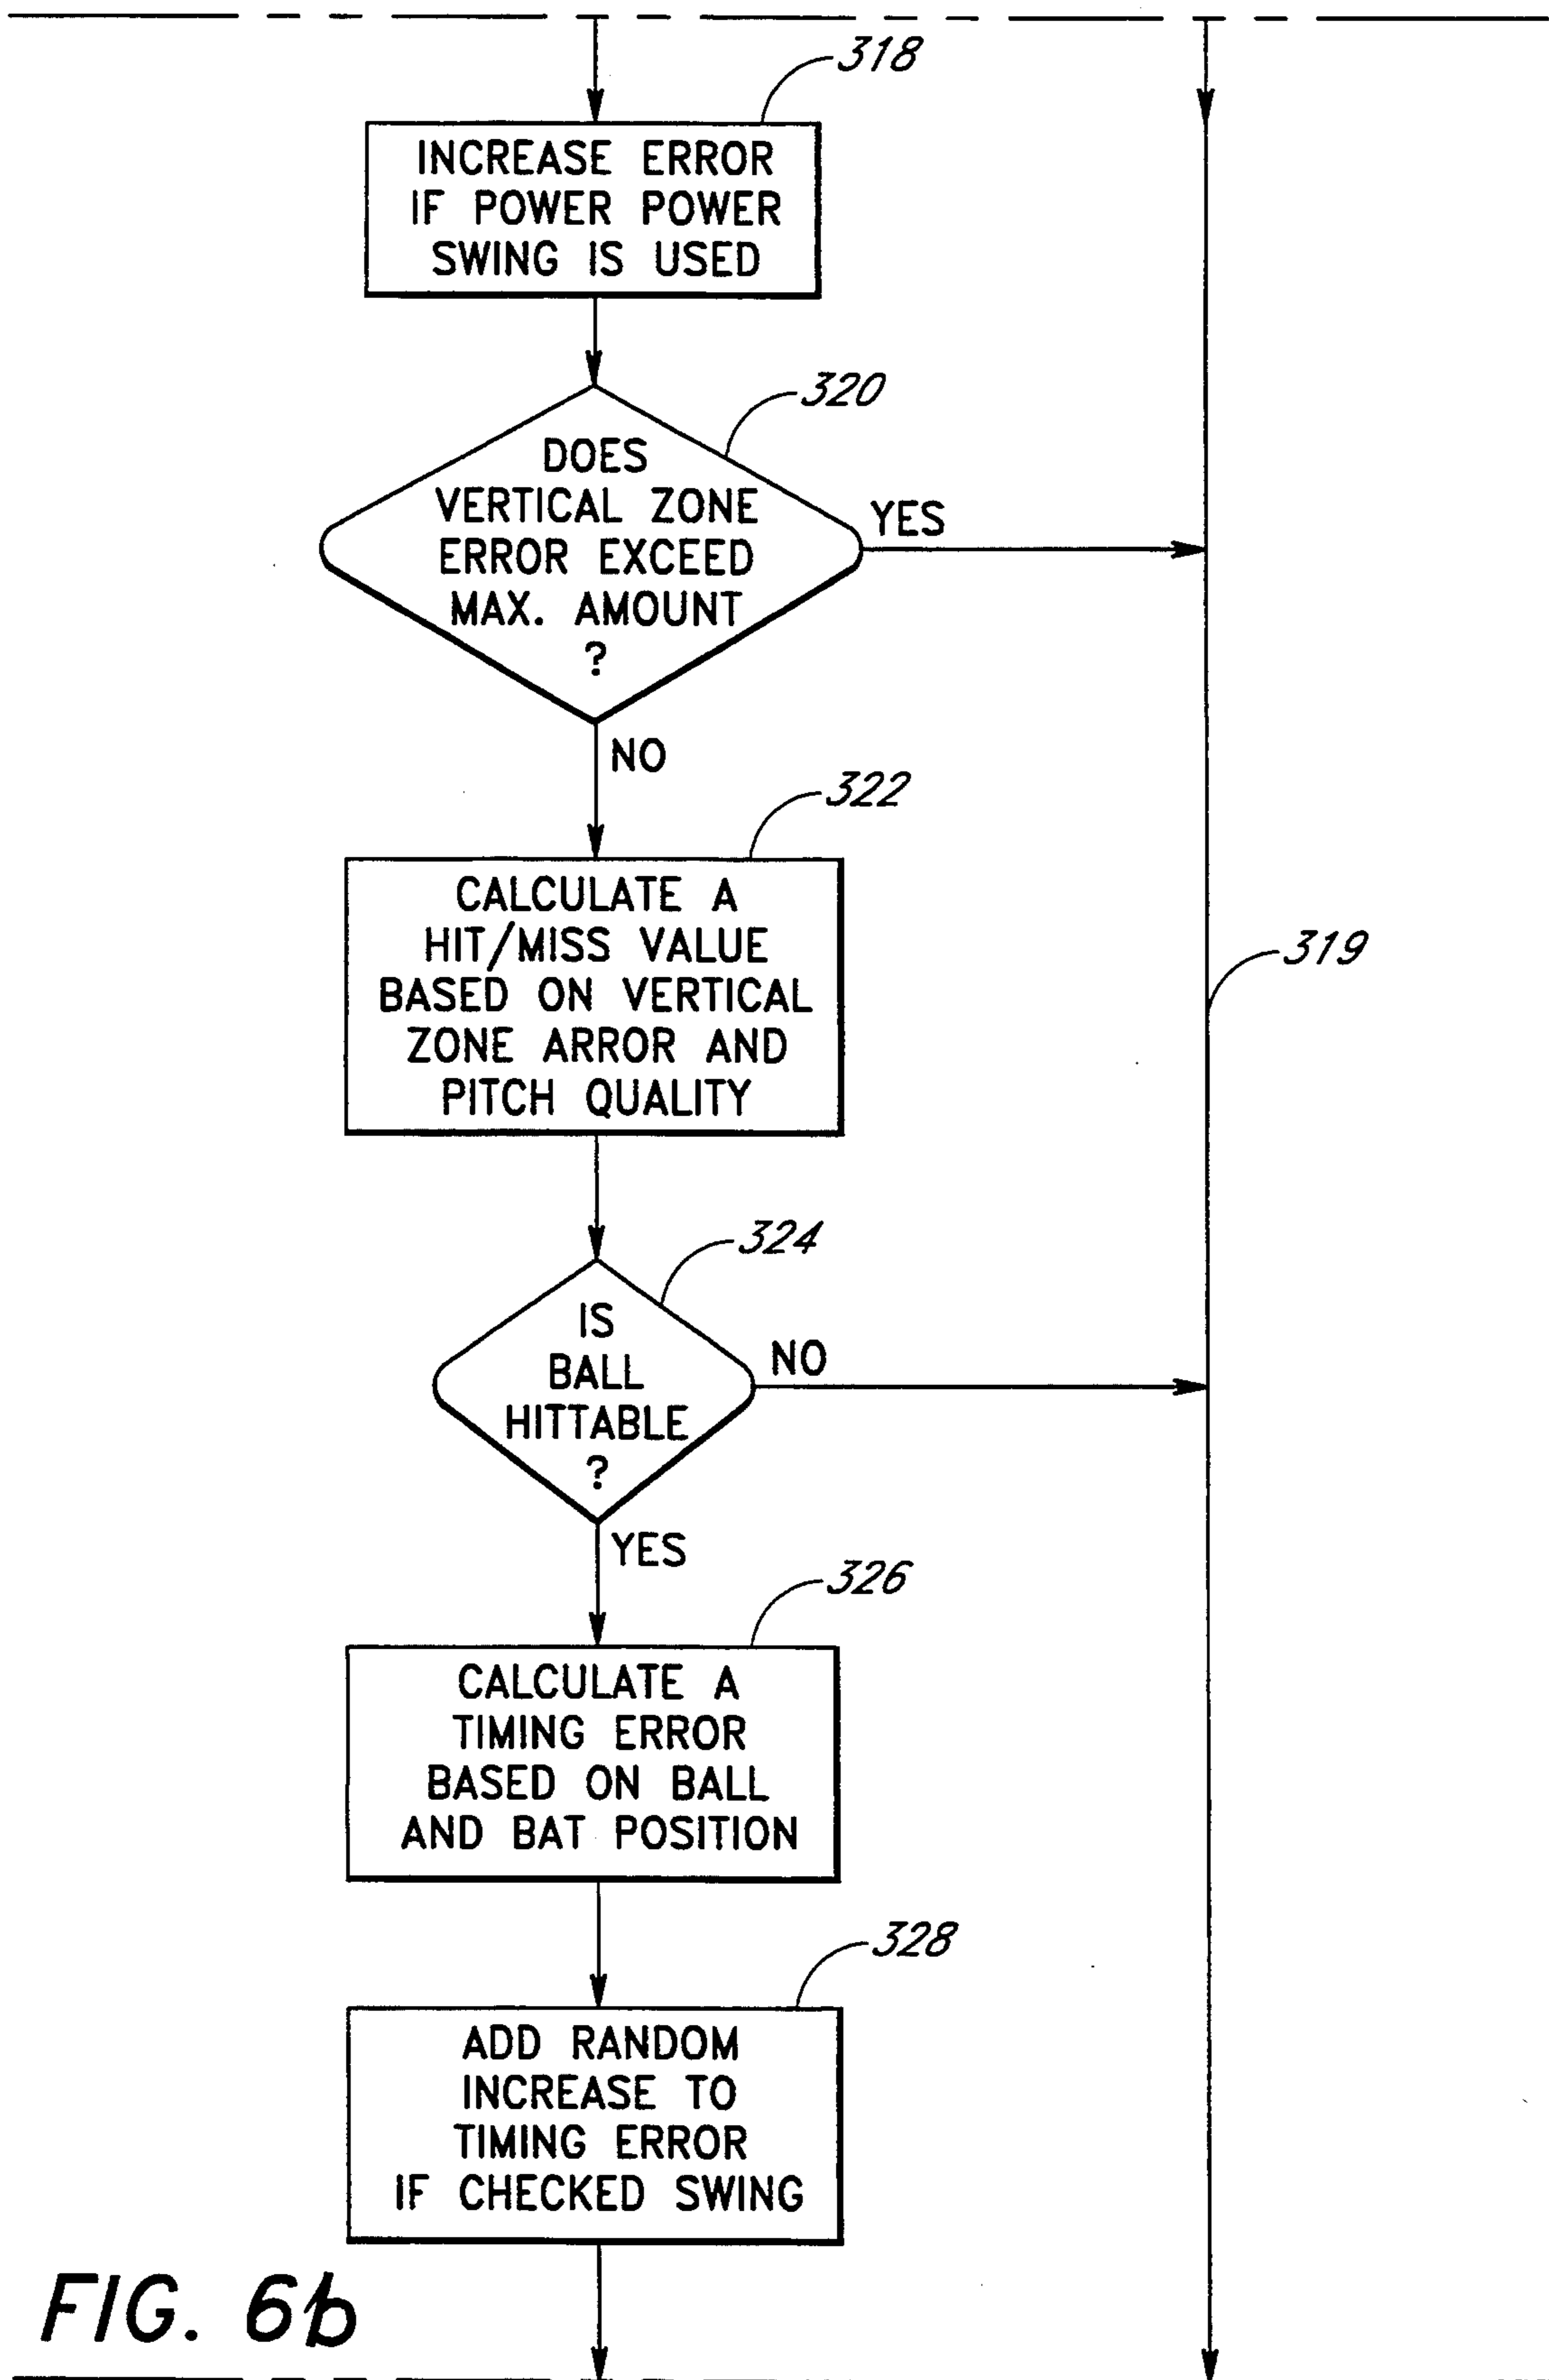 318
INCREASE ERROR
IF POWER POWER
SWING IS USED
320
DOES
VERTICAL ZONE
ERROR EXCEED
MAX. AMOUNT
?
YES
NO
322
CALCULATE A
HIT/MISS VALUE
BASED ON VERTICAL
ZONE ARROR AND
PITCH QUALITY
319
324
IS
BALL
HITTABLE
?
NO
YES
326
CALCULATE A
TIMING ERROR
BASED ON BALL
AND BAT POSITION
328
ADD RANDOM
INCREASE TO
TIMING ERROR
IF CHECKED SWING
FIG. 6b